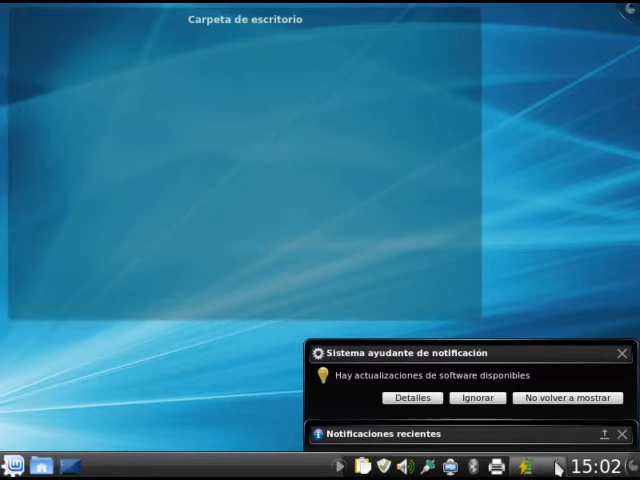 Carpeta de escritorio
Sistema ayudante de notificación
Hay actualizaciones de software disponibles
Detalles Ignorar No volver a mostrar
Notificaciones recientes
15:02